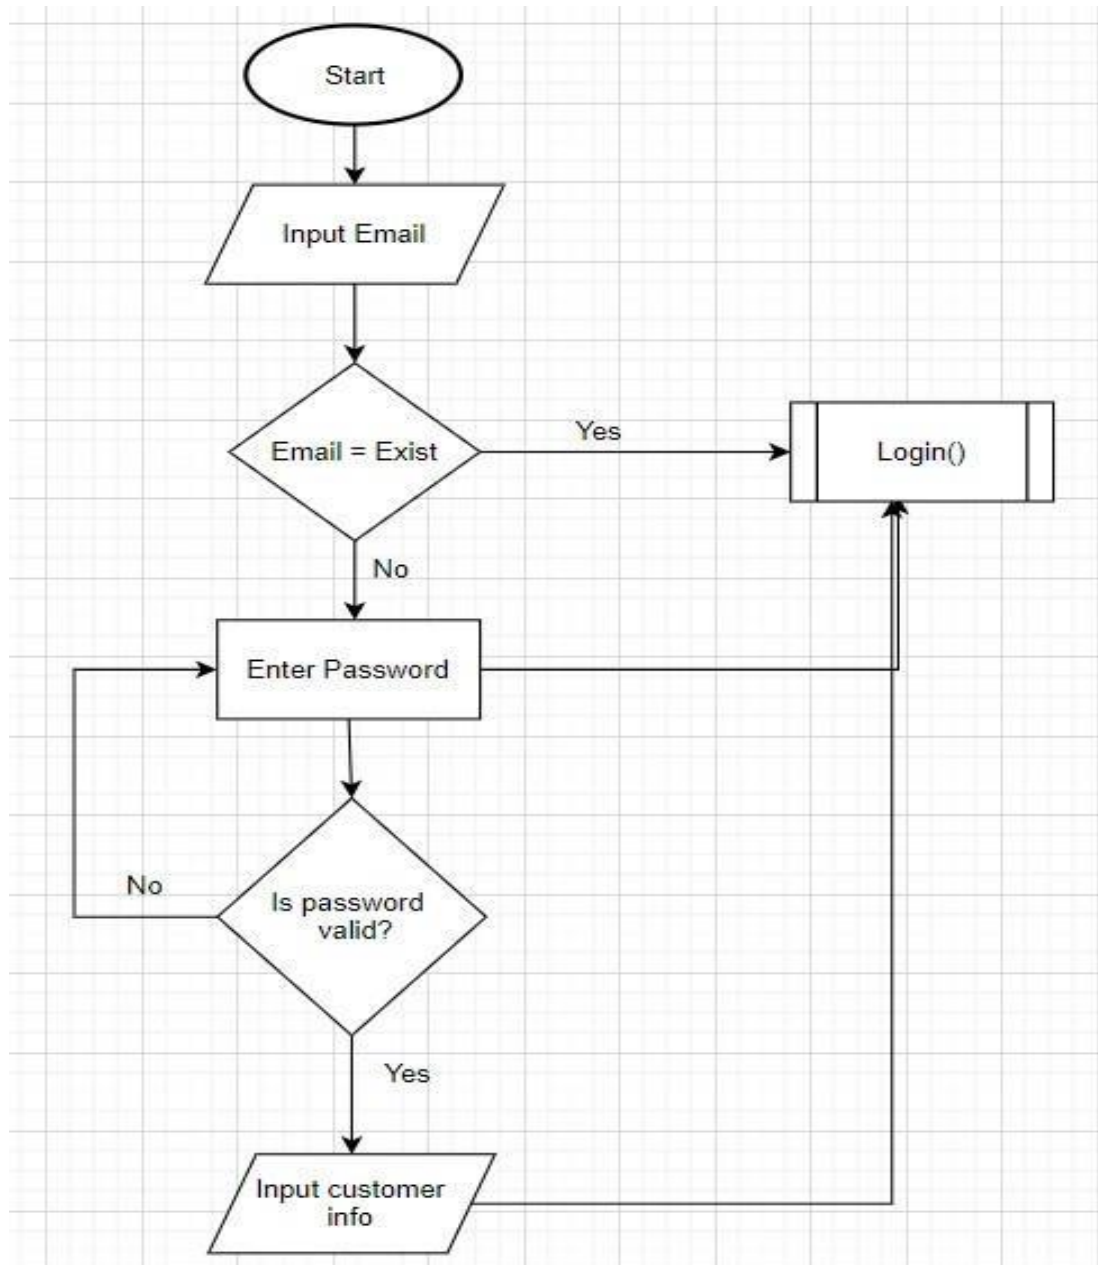 Start
Input Email
Email = Exist
Yes
Login()
No
Enter Password
No
Is password
valid?
Yes
Input customer
info